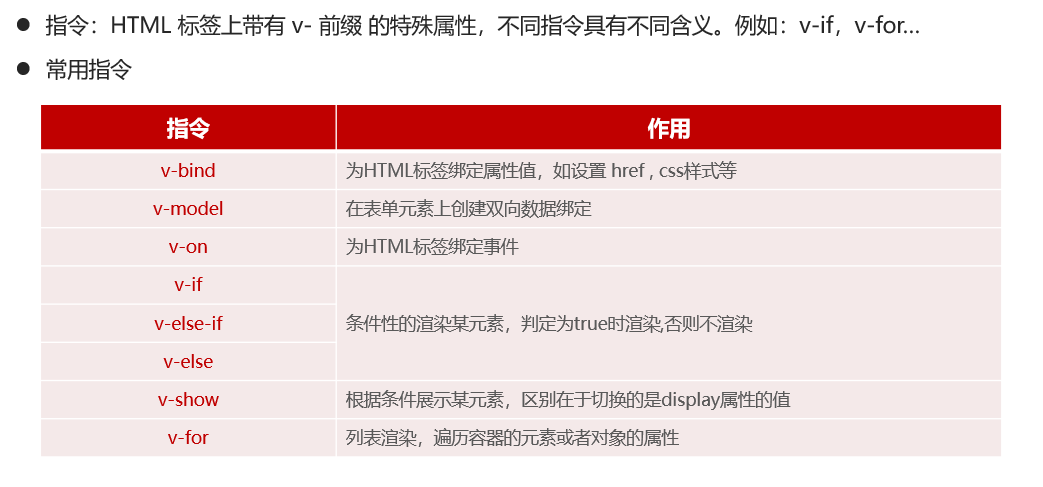 指令：HTML 标签上带有 v- 前缀 的特殊属性，不同指令具有不同含义。例如：v-if，v-for…
常用指令
指令 作用
v-bind 为HTML标签绑定属性值，如设置 href , css样式等
v-model 在表单元素上创建双向数据绑定
v-on 为HTML标签绑定事件
v-if
v-else-if 条件性的渲染某元素，判定为true时渲染,否则不渲染
v-else
v-show 根据条件展示某元素，区别在于切换的是display属性的值
v-for 列表渲染，遍历容器的元素或者对象的属性